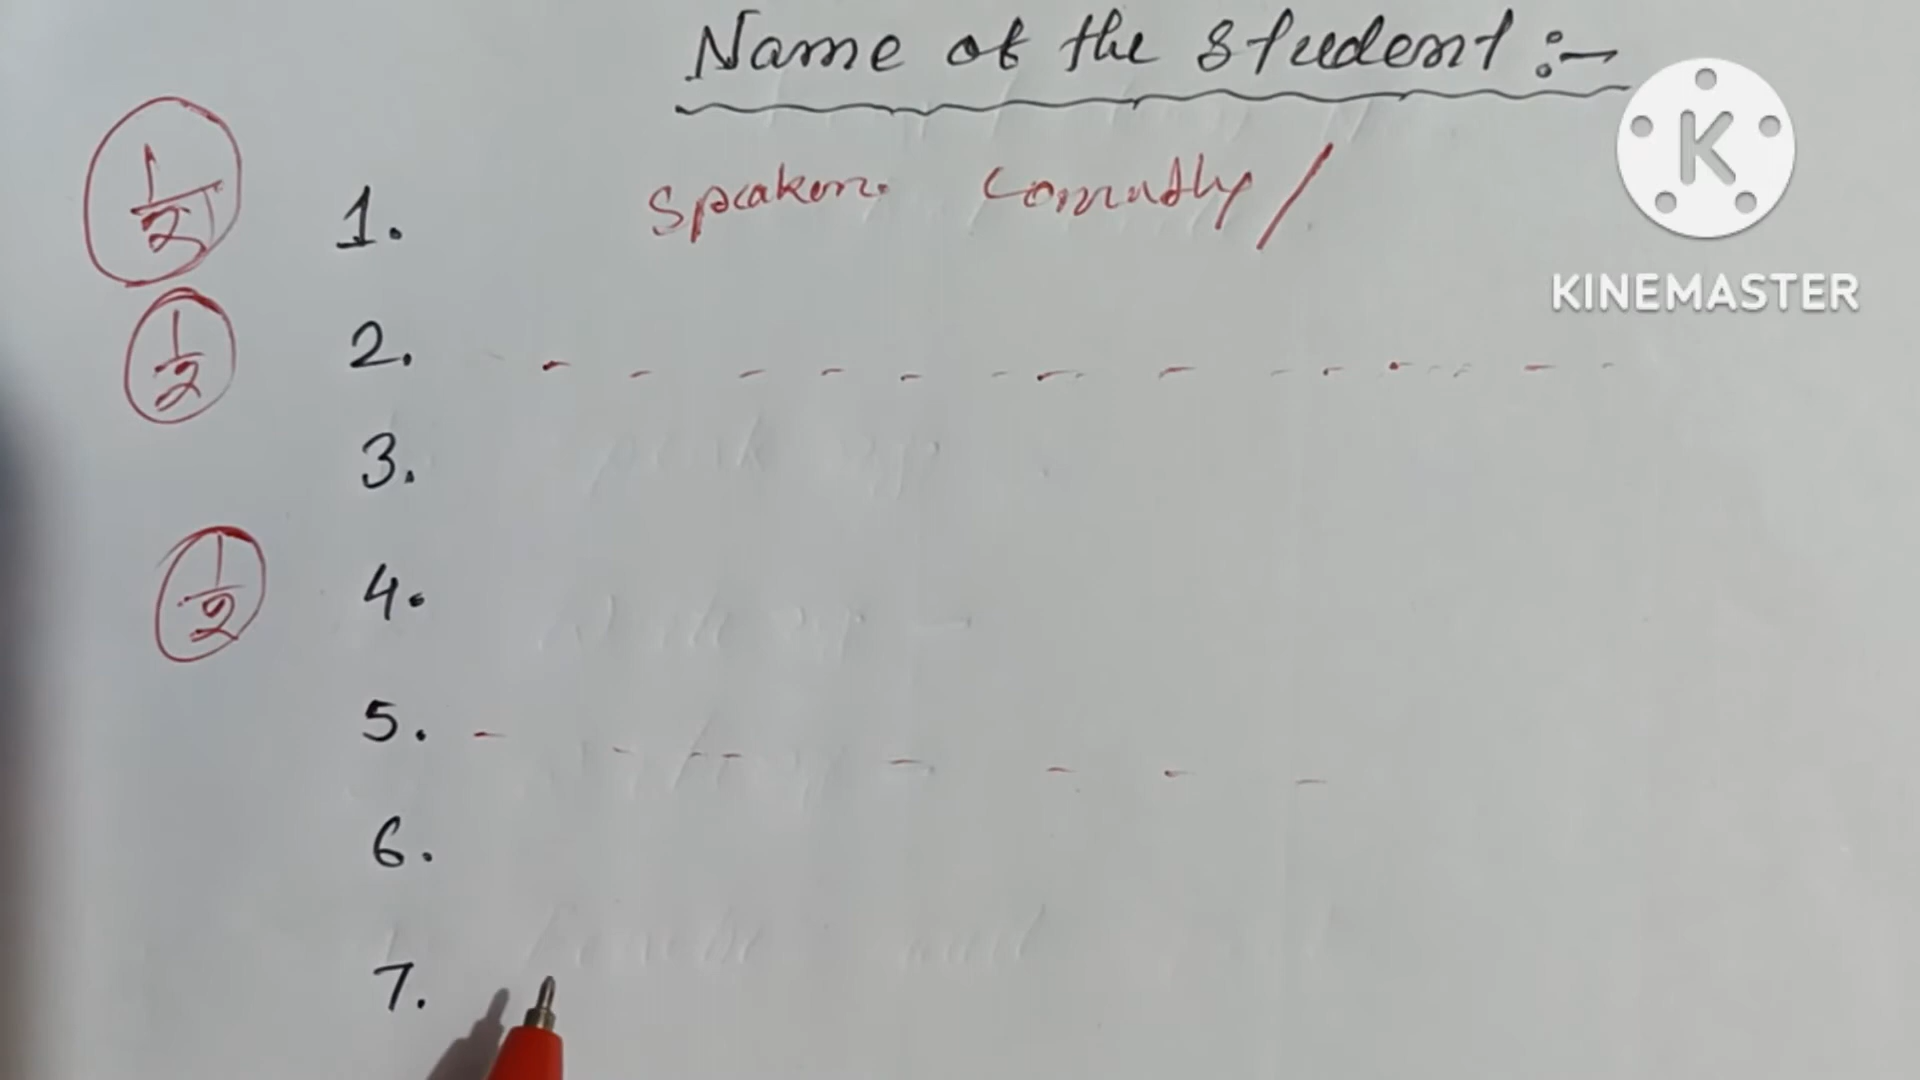 Name of the student :-
1/2 1. Speaker. Correctly /
KINEMASTER
1/2 2.
3.
1/2 4.
5.
6.
7.